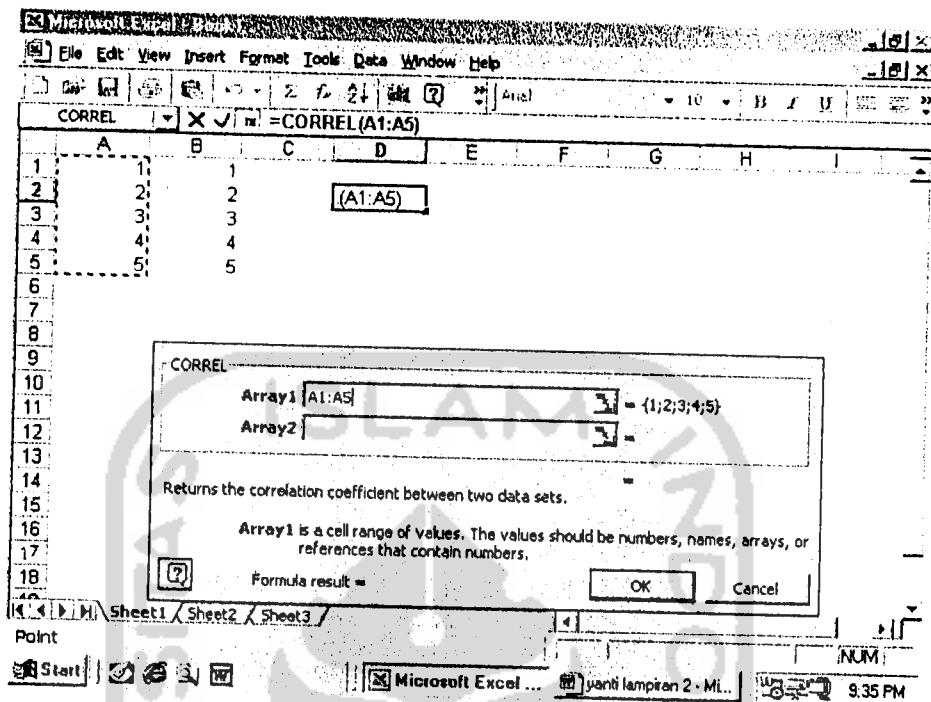 Microsoft Excel - Book1
File Edit View Insert Format Tools Data Window Help
Arial 10 B I U
CORREL =CORREL(A1:A5)
A B C D E F G H I
1 1 1
2 2 2 (A1:A5)
3 3 3
4 4 4
5 5 5
6
7
8
9
10
11
12
13
14
15
16
17
18
CORREL
Array1 A1:A5 = {1;2;3;4;5}
Array2 =
=
Returns the correlation coefficient between two data sets.
Array1 is a cell range of values. The values should be numbers, names, arrays, or
references that contain numbers.
Formula result =
OK Cancel
Sheet1 Sheet2 Sheet3
Point
NUM
Start Microsoft Excel ... yanti lampiran 2 - Mi... 9:35 PM
ISLAM